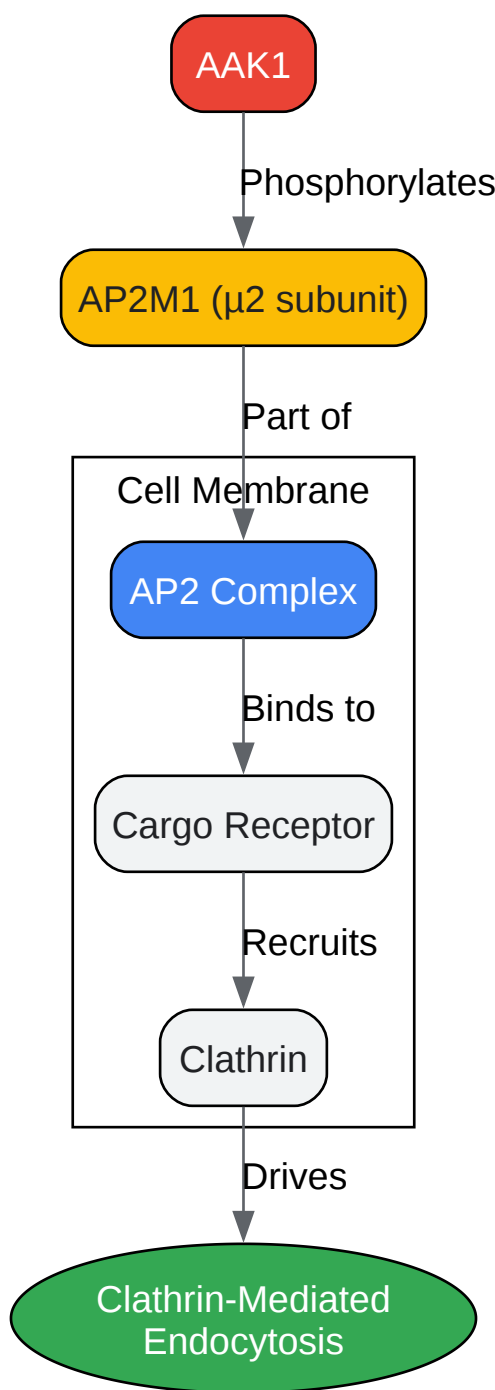 AAK1
Phosphorylates
AP2M1 (µ2 subunit)
Part of
Cell Membrane
AP2 Complex
Binds to
Cargo Receptor
Recruits
Clathrin
Drives
Clathrin-Mediated
Endocytosis